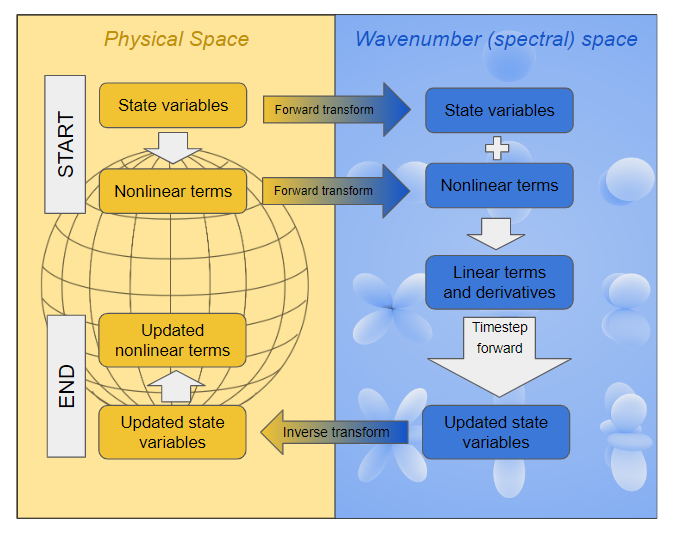 Physical Space
Wavenumber (spectral) space
START
State variables
Forward transform
State variables
Nonlinear terms
Forward transform
Nonlinear terms
Linear terms
and derivatives
Timestep
forward
END
Updated
nonlinear terms
Updated state
variables
Inverse transform
Updated state
variables